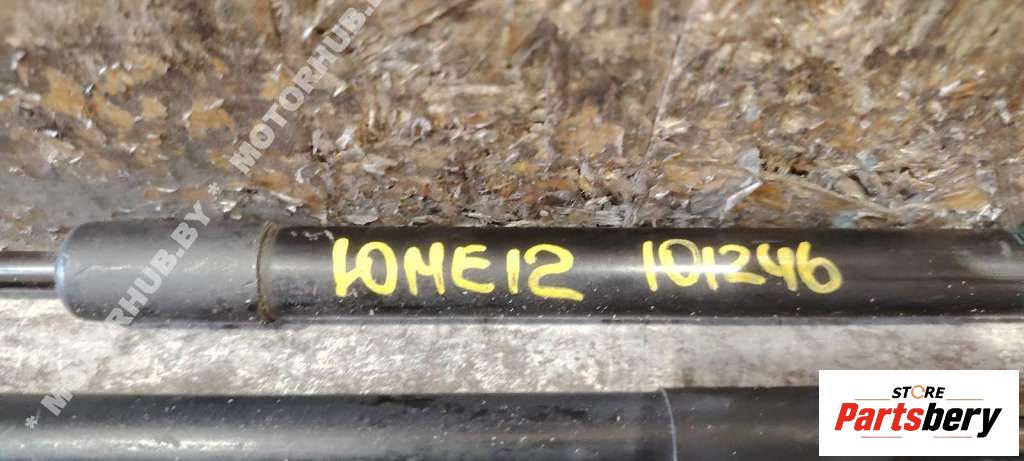 * MOTORHUB.BY * MOTORHUB.BY
10ME12 101246
STORE
Partsbery